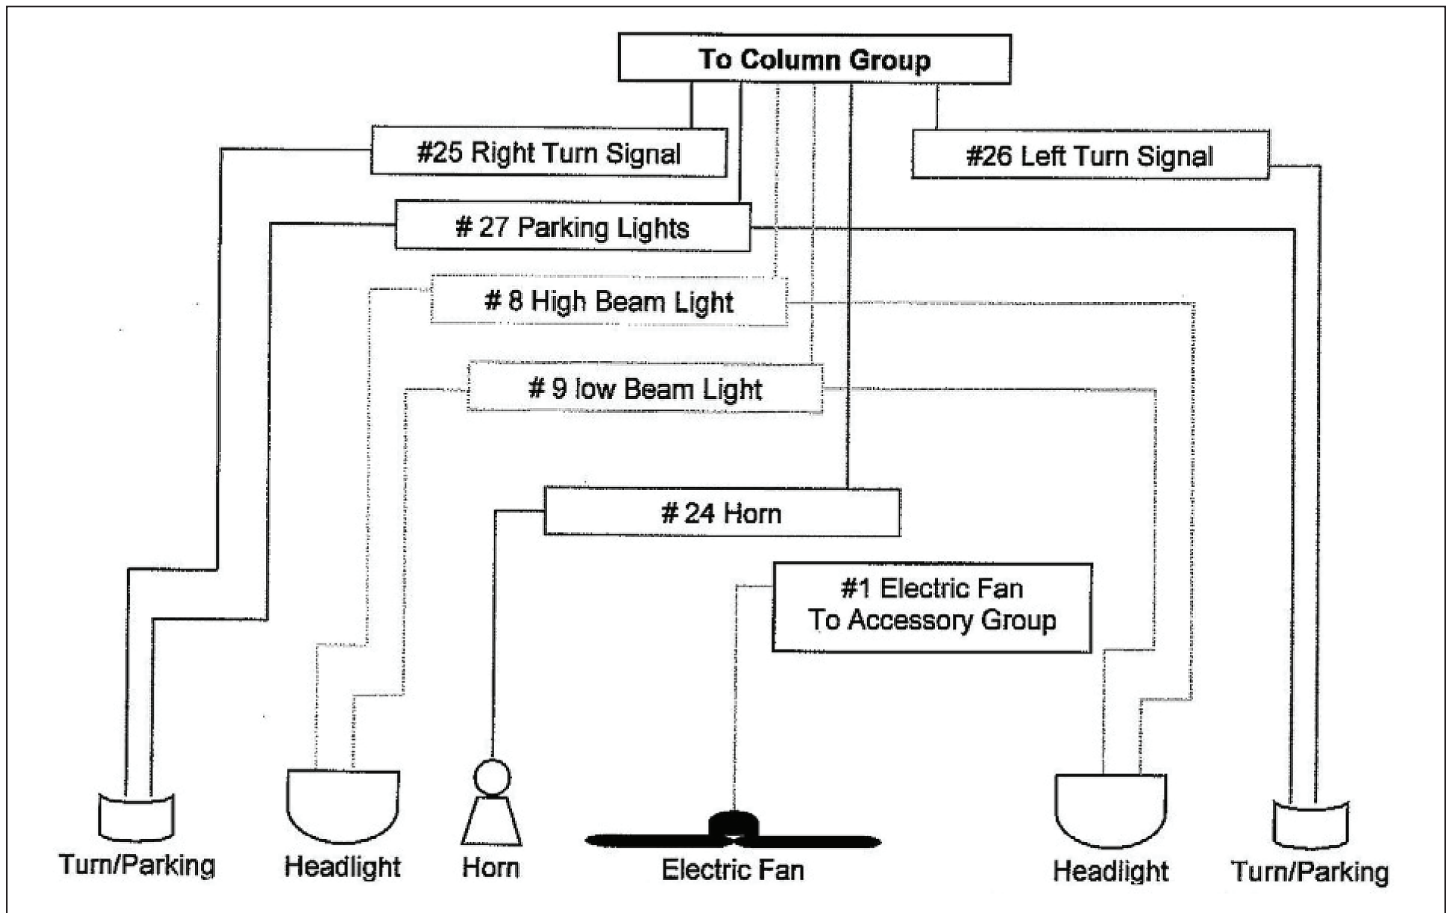 To Column Group
#25 Right Turn Signal
#26 Left Turn Signal
# 27 Parking Lights
# 8 High Beam Light
# 9 low Beam Light
# 24 Horn
#1 Electric Fan
To Accessory Group
Turn/Parking
Headlight
Horn
Electric Fan
Headlight
Turn/Parking